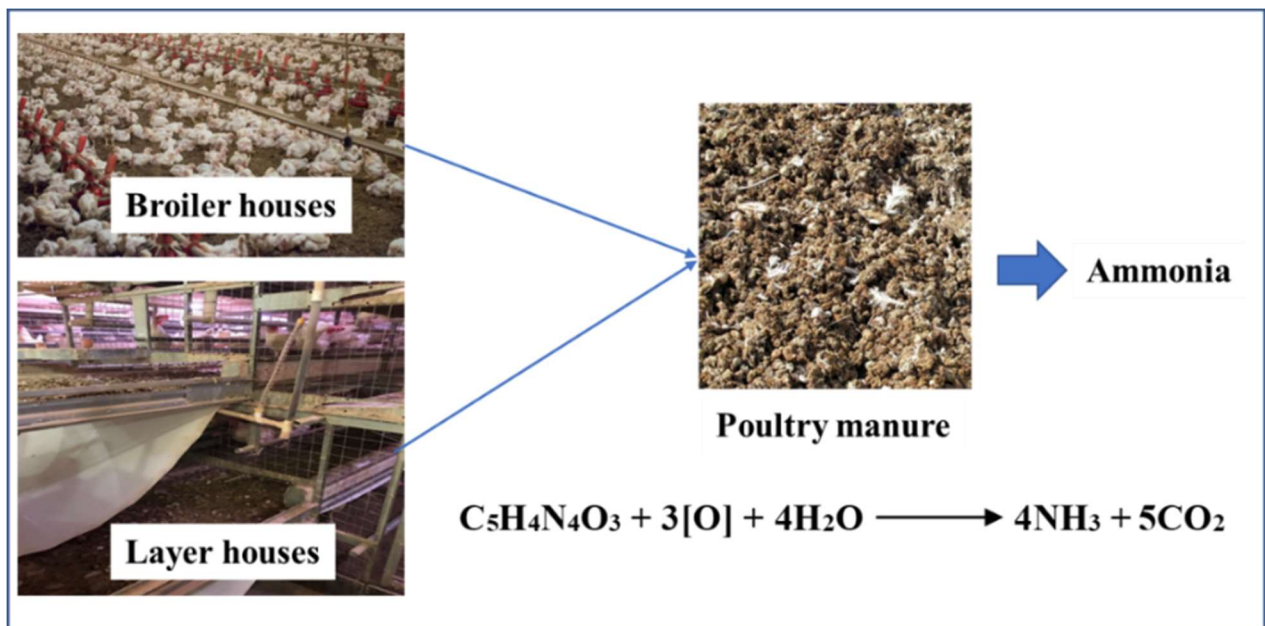 Broiler houses
Ammonia
Poultry manure
C₅H₄N₄O₃ + 3[O] + 4H₂O ⟶ 4NH₃ + 5CO₂
Layer houses